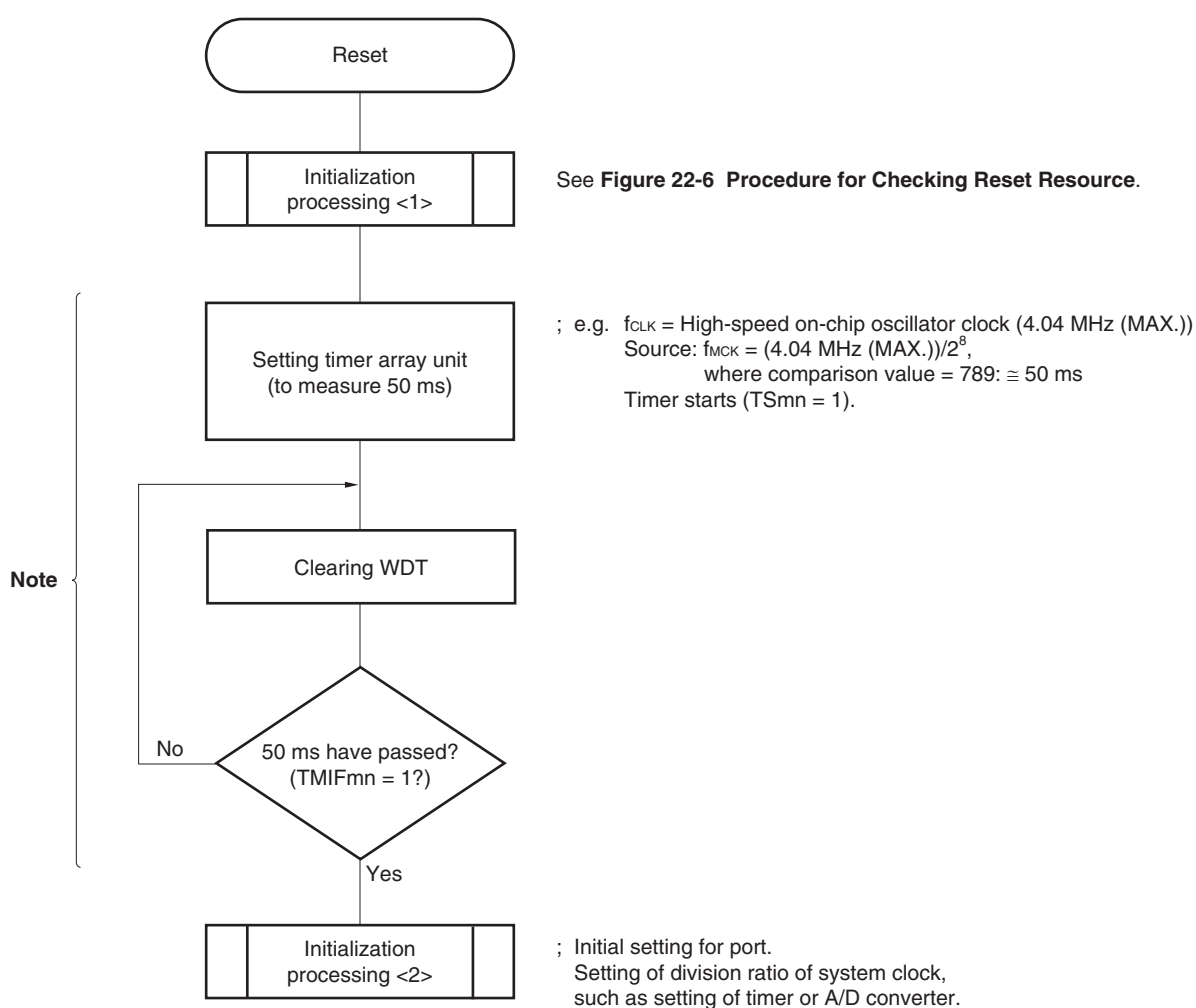 Reset
Initialization
processing <1>
See Figure 22-6 Procedure for Checking Reset Resource.
Setting timer array unit
(to measure 50 ms)
; e.g. fCLK = High-speed on-chip oscillator clock (4.04 MHz (MAX.))
Source: fMCK = (4.04 MHz (MAX.))/2⁸,
where comparison value = 789: ≅ 50 ms
Timer starts (TSmn = 1).
Clearing WDT
Note
No
50 ms have passed?
(TMIFmn = 1?)
Yes
Initialization
processing <2>
; Initial setting for port.
Setting of division ratio of system clock,
such as setting of timer or A/D converter.